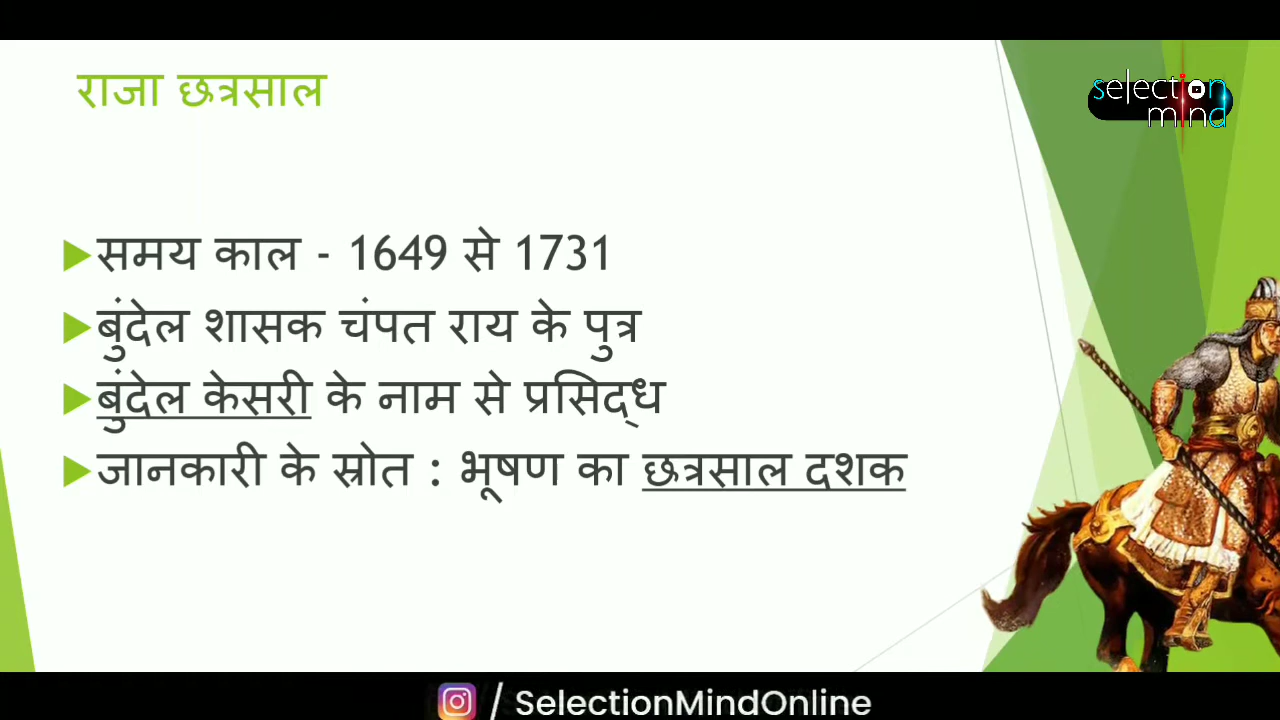 राजा छत्रसाल
selection
mind
समय काल - 1649 से 1731
बुंदेल शासक चंपत राय के पुत्र
बुंदेल केसरी के नाम से प्रसिद्ध
जानकारी के स्रोत : भूषण का छत्रसाल दशक
/ SelectionMindOnline